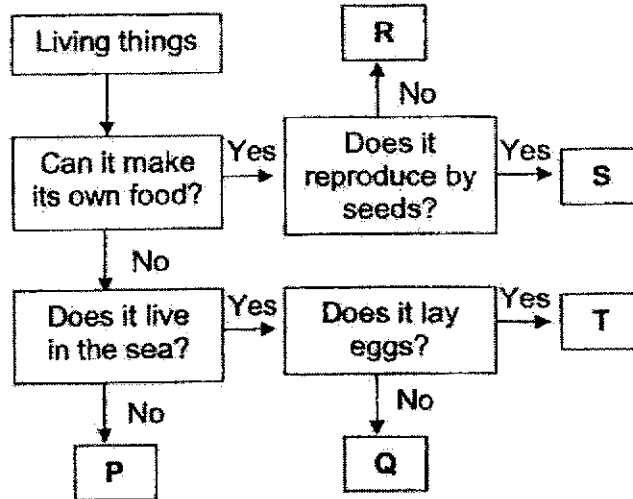 Living things
R
No
Can it make
its own food?
Yes
Does it
reproduce by
seeds?
Yes
S
No
Does it live
in the sea?
Yes
Does it lay
eggs?
Yes
T
No
P
No
Q